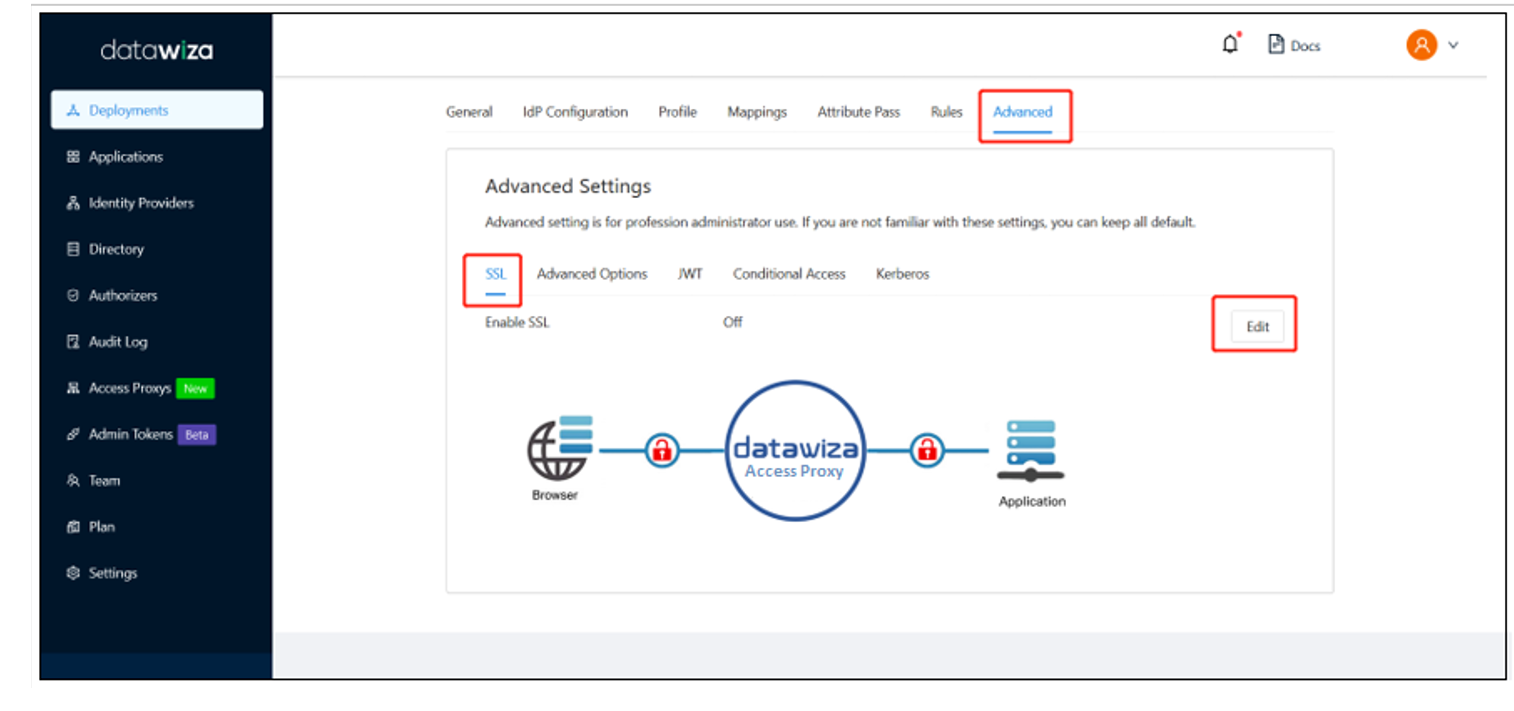 datawiza
Docs
Deployments
Applications
Identity Providers
Directory
Authorizers
Audit Log
Access Proxys New
Admin Tokens Beta
Team
Plan
Settings
General IdP Configuration Profile Mappings Attribute Pass Rules Advanced
Advanced Settings
Advanced setting is for profession administrator use. If you are not familiar with these settings, you can keep all default.
SSL Advanced Options JWT Conditional Access Kerberos
Enable SSL Off Edit
datawiza
Access Proxy
Browser
Application